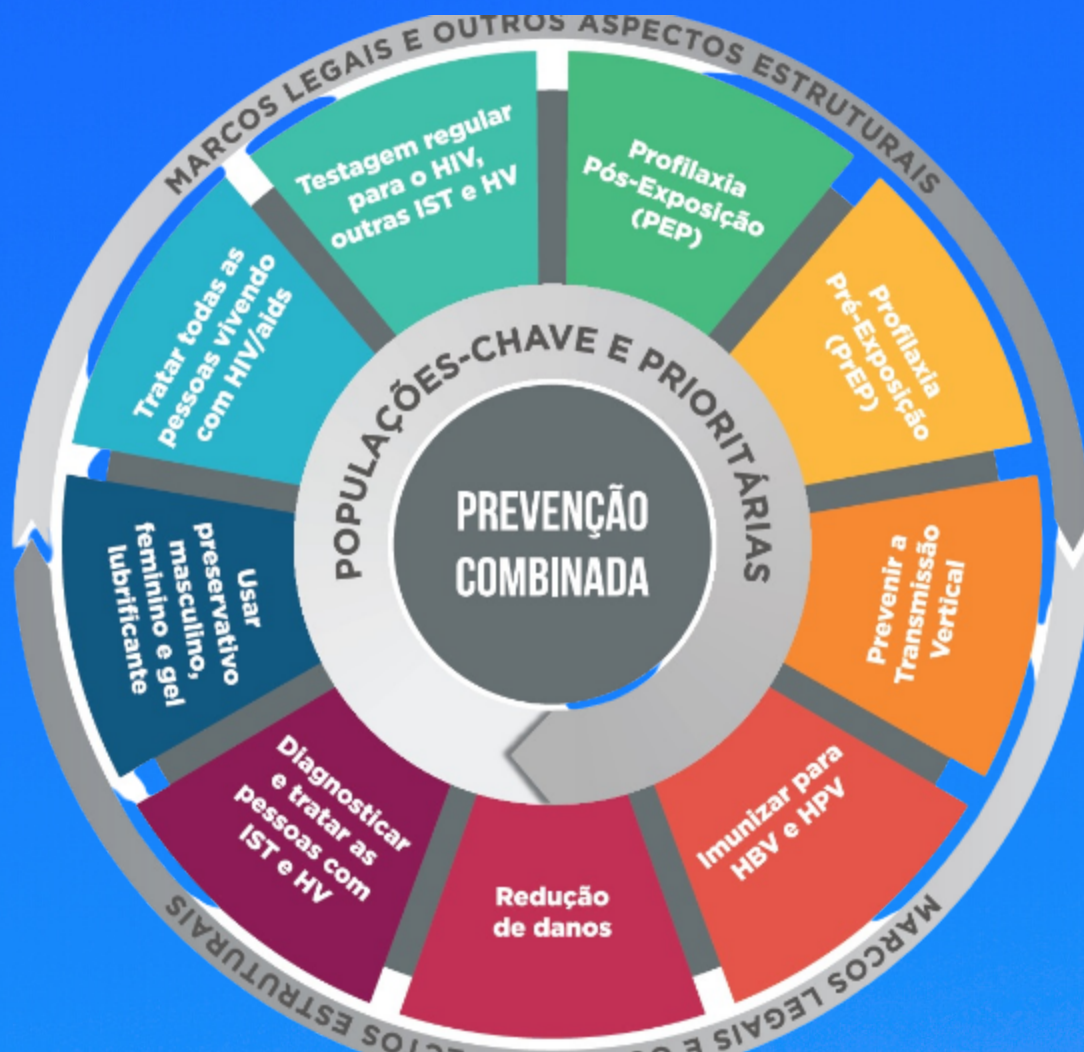 MARCOS LEGAIS E OUTROS ASPECTOS ESTRUTURAIS
Testagem regular
para o HIV,
outras IST e HV
Profilaxia
Pós-Exposição
(PEP)
Profilaxia
Pré-Exposição
(PrEP)
Prevenir a
Transmissão
Vertical
Imunizar para
HBV e HPV
Redução
de danos
Diagnosticar
e tratar as
pessoas com
IST e HV
Usar
preservativo
masculino,
feminino e gel
lubrificante
Tratar todas as
pessoas vivendo
com HIV/aids
POPULAÇÕES-CHAVE E PRIORITÁRIAS
PREVENÇÃO
COMBINADA
MARCOS LEGAIS E
ESTRUTURAIS